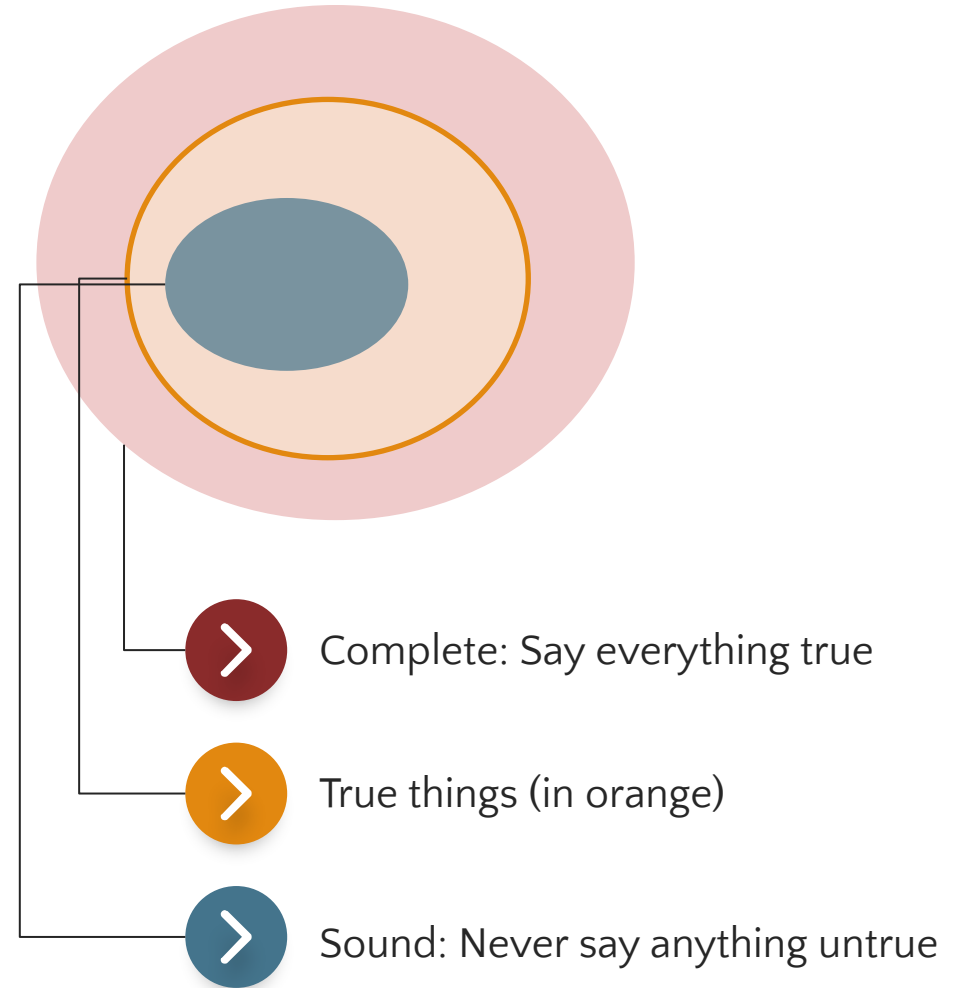 Complete: Say everything true
True things (in orange)
Sound: Never say anything untrue